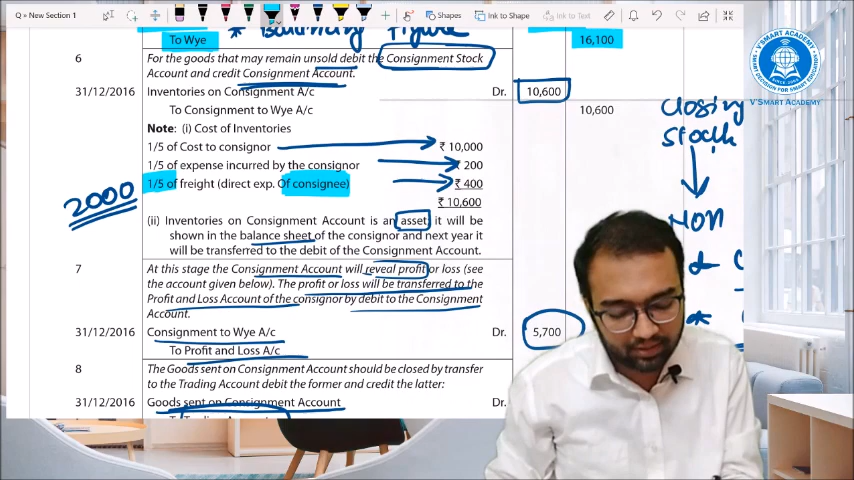 Q » New Section 1
Shapes
Ink to Shape
Ink to Text
To Wye
* Balancing figure
16,100
6
For the goods that may remain unsold debit the Consignment Stock
Account and credit Consignment Account.
31/12/2016
Inventories on Consignment A/c
Dr.
10,600
To Consignment to Wye A/c
10,600
Note: (i) Cost of Inventories
1/5 of Cost to consignor
₹ 10,000
1/5 of expense incurred by the consignor
₹ 200
1/5 of freight (direct exp. Of consignee)
₹ 400
₹ 10,600
2000
(ii) Inventories on Consignment Account is an asset, it will be
shown in the balance sheet of the consignor and next year it
will be transferred to the debit of the Consignment Account.
Closing
Stock
NON
7
At this stage the Consignment Account will reveal profit or loss (see
the account given below). The profit or loss will be transferred to the
Profit and Loss Account of the consignor by debit to the Consignment
Account.
31/12/2016
Consignment to Wye A/c
Dr.
5,700
To Profit and Loss A/c
8
The Goods sent on Consignment Account should be closed by transfer
to the Trading Account debit the former and credit the latter:
31/12/2016
Goods sent on Consignment Account
Dr.
V'SMART ACADEMY
SMART DECISION FOR SMART EDUCATION
V'SMART ACADEMY